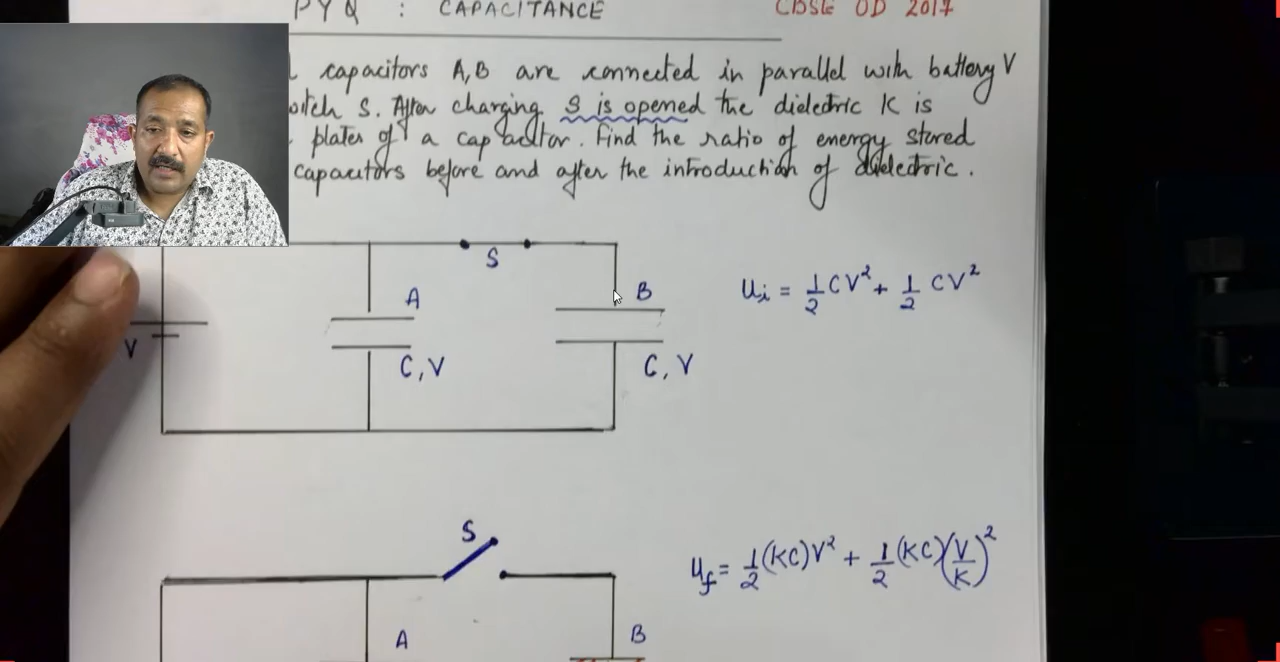 PYQ : CAPACITANCE CBSE OD 2017
capacitors A,B are connected in parallel with battery V
switch S. After charging S is opened the dielectric K is
plates of a capacitor. Find the ratio of energy stored
capacitors before and after the introduction of dielectric.
S
A B
V C, V C, V
Ui = 1/2 CV² + 1/2 CV²
S
Uf = 1/2 (KC)V² + 1/2 (KC)(V/K)²
A B